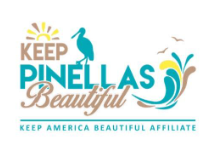 KEEP
PINELLAS
Beautiful
KEEP AMERICA BEAUTIFUL AFFILIATE